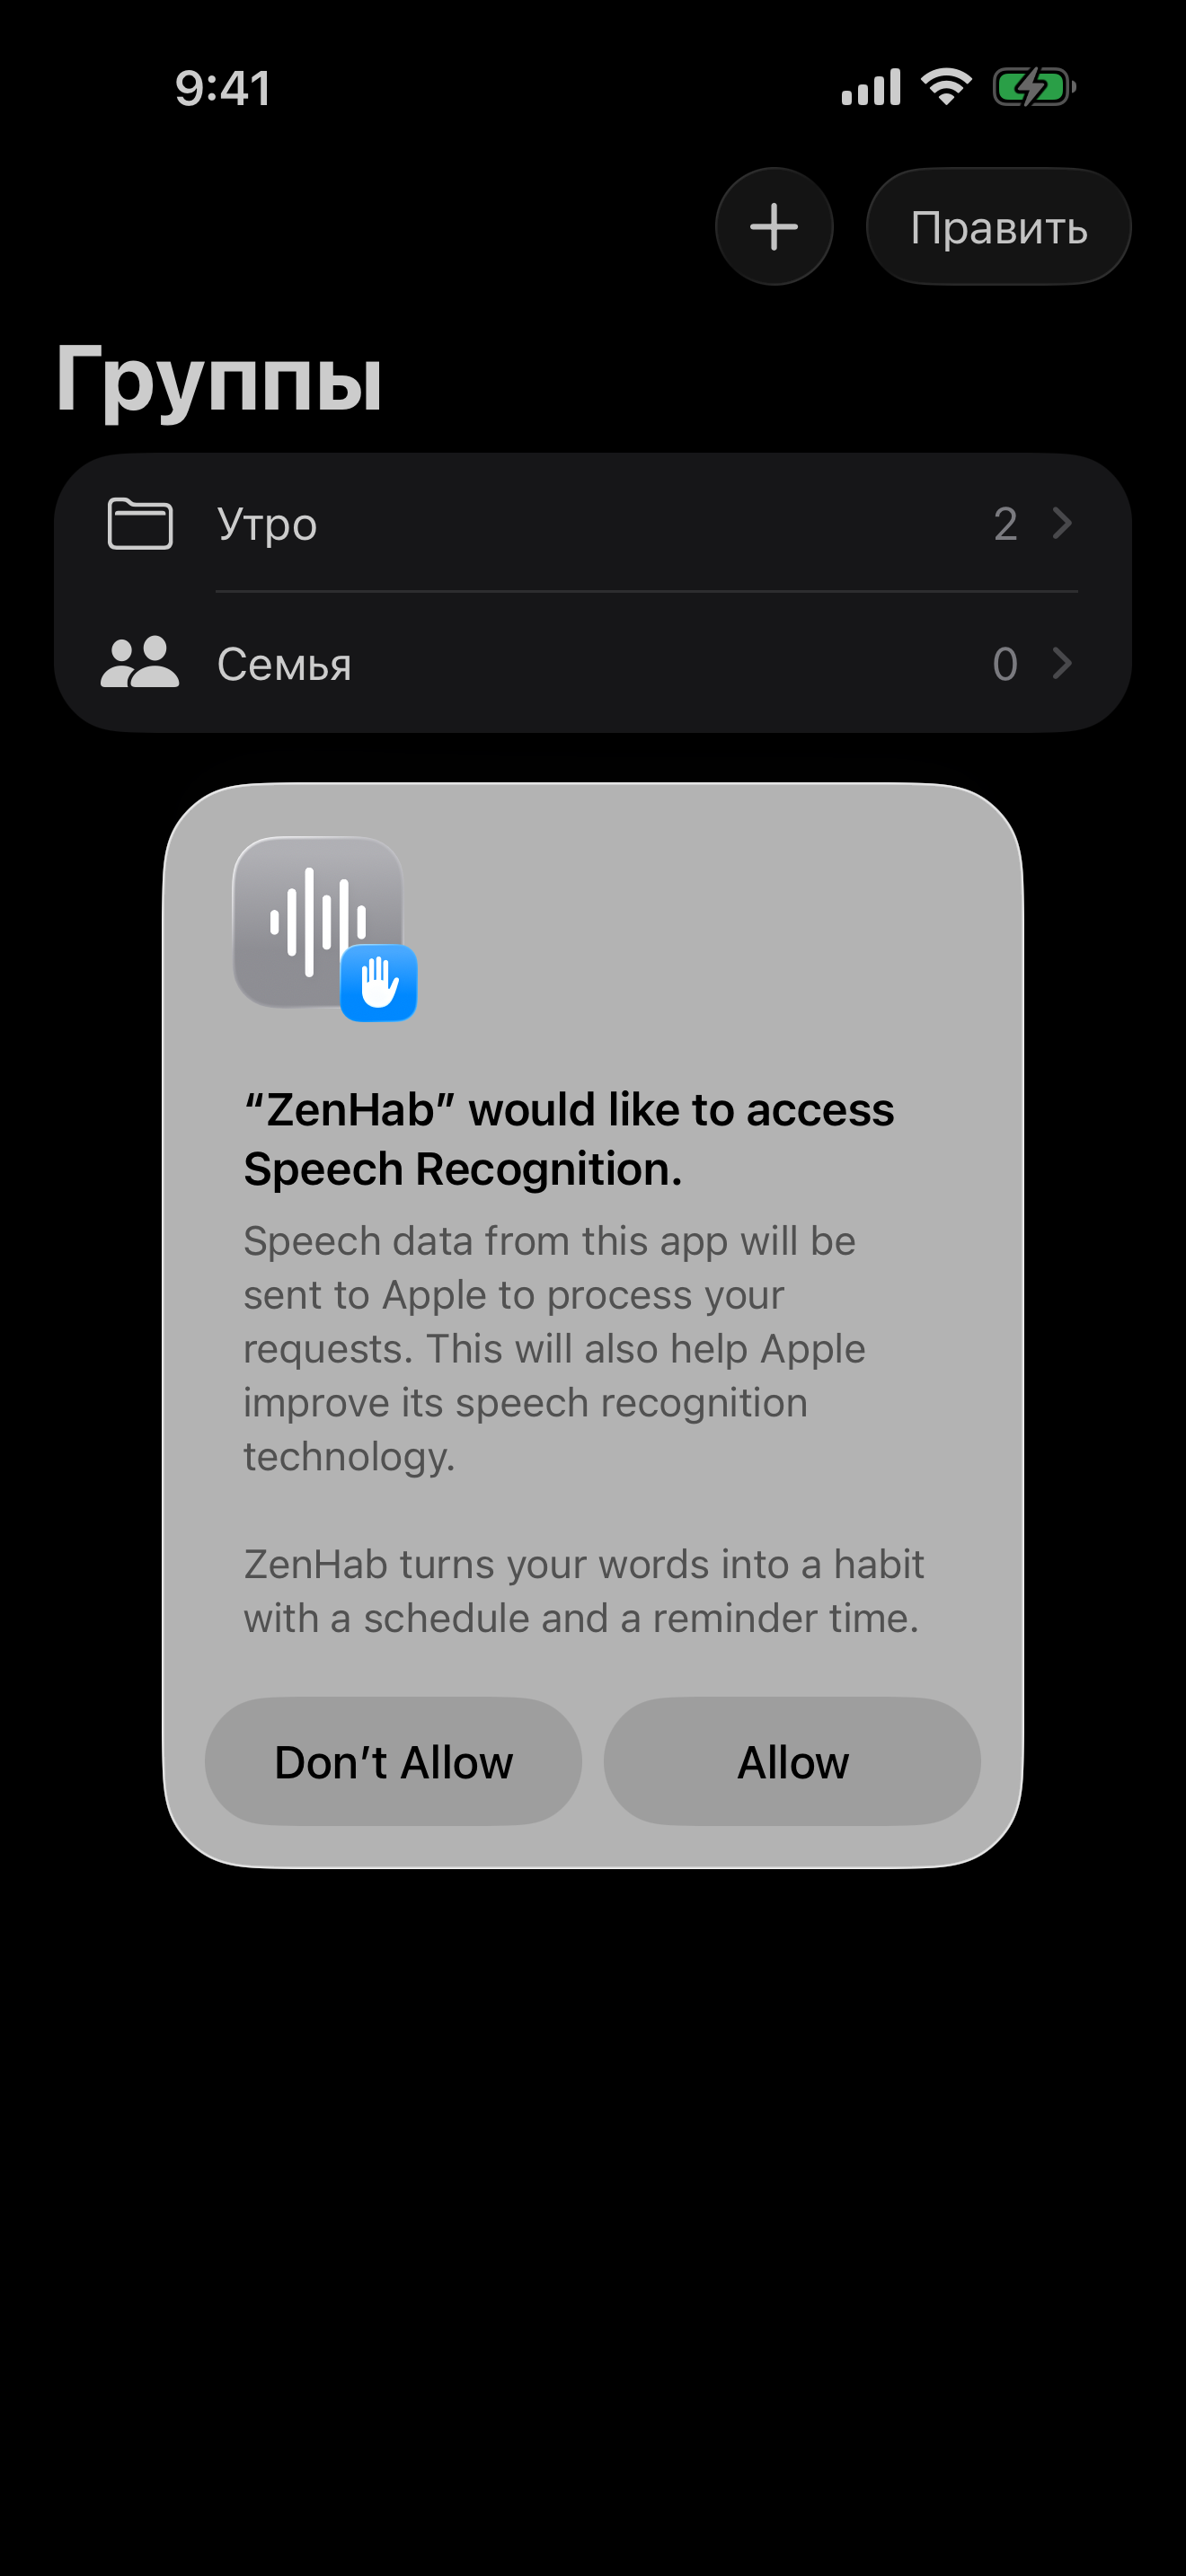 9:41
Править
Группы
Утро 2
Семья 0
“ZenHab” would like to access
Speech Recognition.
Speech data from this app will be
sent to Apple to process your
requests. This will also help Apple
improve its speech recognition
technology.
ZenHab turns your words into a habit
with a schedule and a reminder time.
Don’t Allow Allow